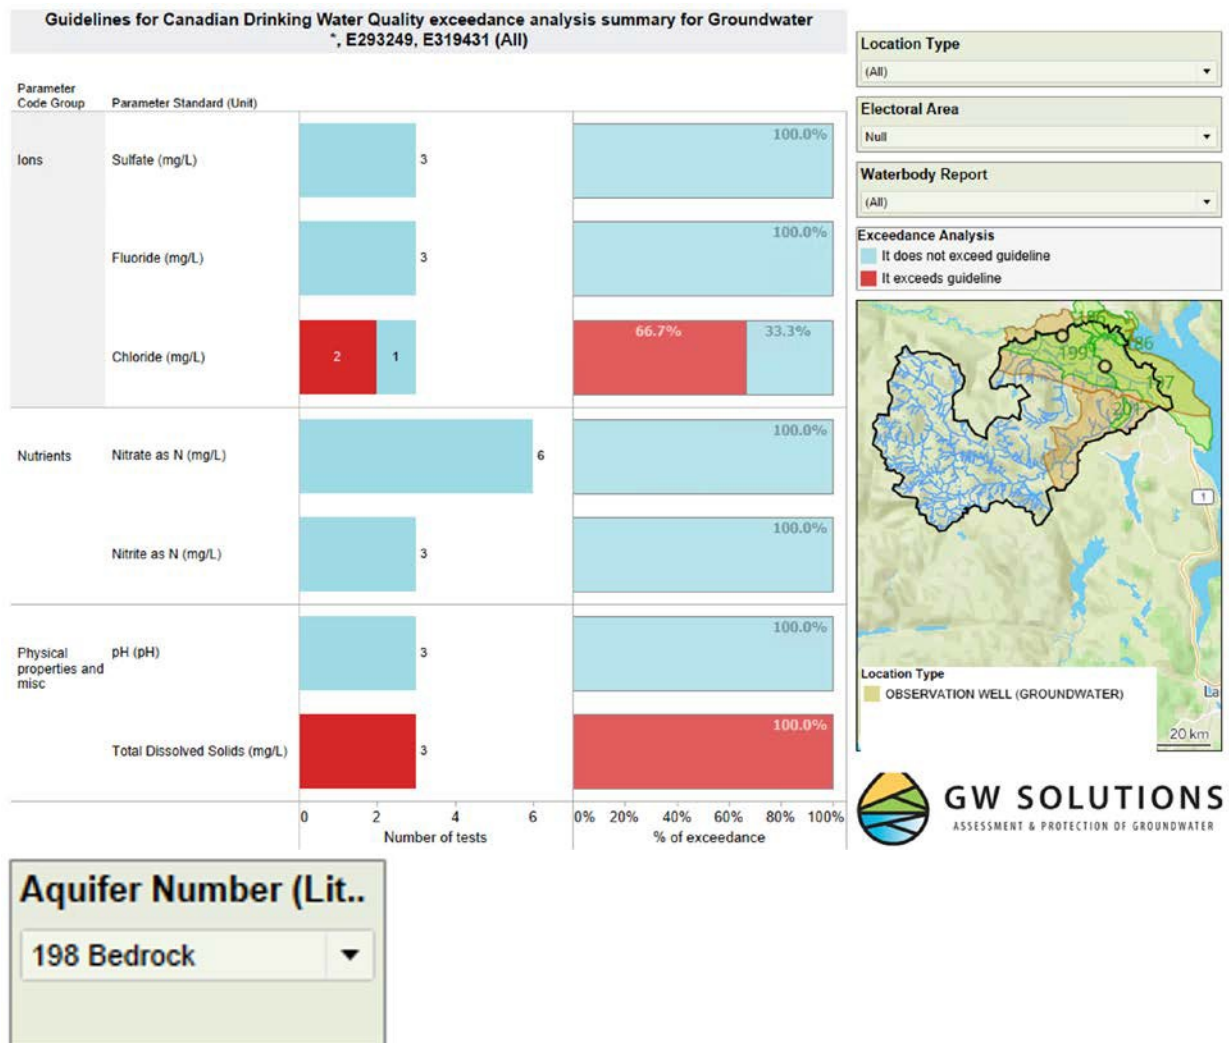 Guidelines for Canadian Drinking Water Quality exceedance analysis summary for Groundwater
*, E293249, E319431 (All)
Parameter
Code Group
Parameter Standard (Unit)
Ions
Sulfate (mg/L)
3
100.0%
Fluoride (mg/L)
3
100.0%
Chloride (mg/L)
2
1
66.7%
33.3%
Nutrients
Nitrate as N (mg/L)
6
100.0%
Nitrite as N (mg/L)
3
100.0%
Physical
properties and
misc
pH (pH)
3
100.0%
Total Dissolved Solids (mg/L)
3
100.0%
0 2 4 6
Number of tests
0% 20% 40% 60% 80% 100%
% of exceedance
Location Type
(All)
Electoral Area
Null
Waterbody Report
(All)
Exceedance Analysis
It does not exceed guideline
It exceeds guideline
199
197
201
1
Location Type
OBSERVATION WELL (GROUNDWATER)
La
20 km
GW SOLUTIONS
ASSESSMENT & PROTECTION OF GROUNDWATER
Aquifer Number (Lit..
198 Bedrock